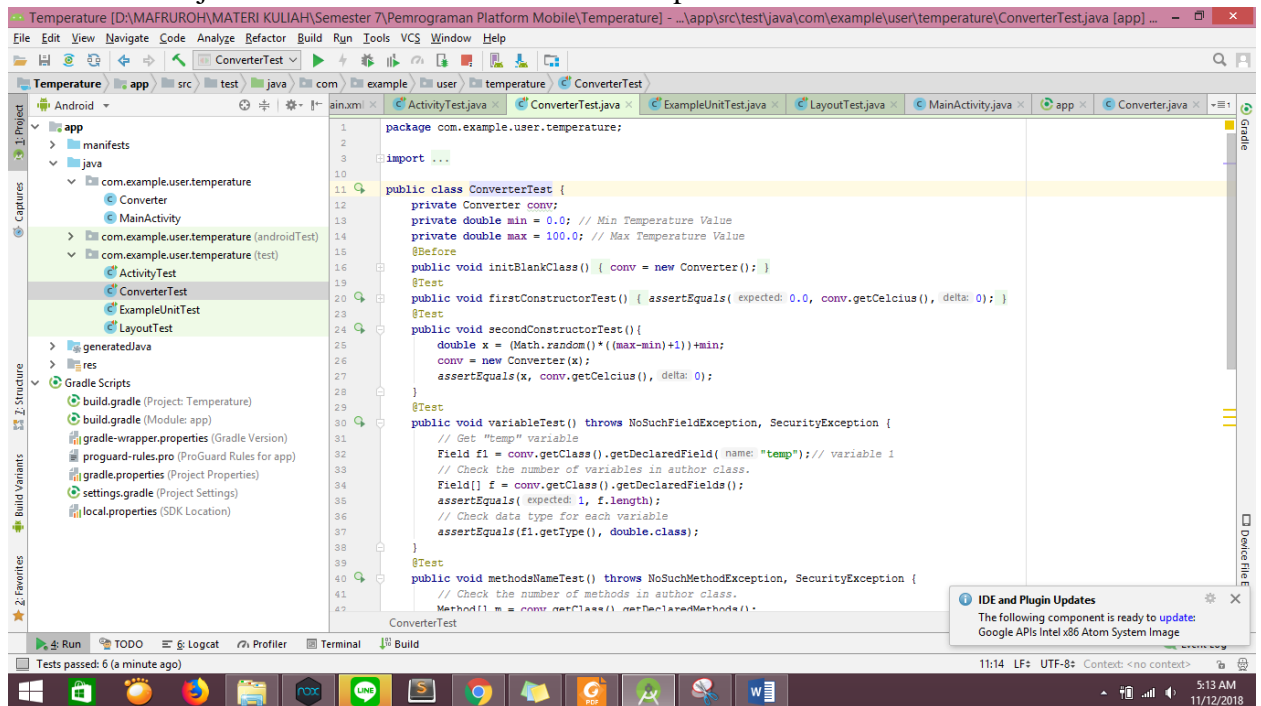 Temperature [D:\MAFRUROH\MATERI KULIAH\Semester 7\Pemrograman Platform Mobile\Temperature] - ...\app\src\test\java\com\example\user\temperature\ConverterTest.java [app] ...
File Edit View Navigate Code Analyze Refactor Build Run Tools VCS Window Help
ConverterTest
Temperature app src test java com example user temperature ConverterTest
Android
ain.xml ActivityTest.java ConverterTest.java ExampleUnitTest.java LayoutTest.java MainActivity.java app Converter.java
1: Project
Captures
Z: Structure
Build Variants
2: Favorites
app
manifests
java
com.example.user.temperature
Converter
MainActivity
com.example.user.temperature (androidTest)
com.example.user.temperature (test)
ActivityTest
ConverterTest
ExampleUnitTest
LayoutTest
generatedJava
res
Gradle Scripts
build.gradle (Project: Temperature)
build.gradle (Module: app)
gradle-wrapper.properties (Gradle Version)
proguard-rules.pro (ProGuard Rules for app)
gradle.properties (Project Properties)
settings.gradle (Project Settings)
local.properties (SDK Location)
1 package com.example.user.temperature;
2
3 import ...
10
11 public class ConverterTest {
12 private Converter conv;
13 private double min = 0.0; // Min Temperature Value
14 private double max = 100.0; // Max Temperature Value
15 @Before
16 public void initBlankClass() { conv = new Converter(); }
19 @Test
20 public void firstConstructorTest() { assertEquals( expected: 0.0, conv.getCelcius(), delta: 0); }
23 @Test
24 public void secondConstructorTest(){
25 double x = (Math.random()*((max-min)+1))+min;
26 conv = new Converter(x);
27 assertEquals(x, conv.getCelcius(), delta: 0);
28 }
29 @Test
30 public void variableTest() throws NoSuchFieldException, SecurityException {
31 // Get "temp" variable
32 Field f1 = conv.getClass().getDeclaredField( name: "temp");// variable 1
33 // Check the number of variables in author class.
34 Field[] f = conv.getClass().getDeclaredFields();
35 assertEquals( expected: 1, f.length);
36 // Check data type for each variable
37 assertEquals(f1.getType(), double.class);
38 }
39 @Test
40 public void methodsNameTest() throws NoSuchMethodException, SecurityException {
41 // Check the number of methods in author class.
42 Method[] m = conv.getClass().getDeclaredMethods();
ConverterTest
Gradle
Device File
IDE and Plugin Updates
The following component is ready to update:
Google APIs Intel x86 Atom System Image
4: Run TODO 6: Logcat Profiler Terminal Build
Tests passed: 6 (a minute ago)
11:14 LF UTF-8 Context: <no context>
nox LINE S G PDF W
5:13 AM
11/12/2018